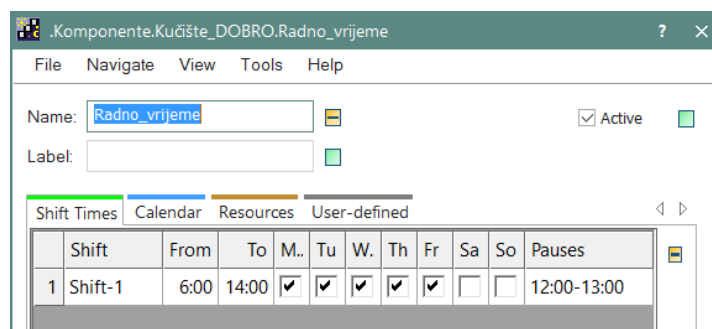 .Komponente.Kućište_DOBRO.Radno_vrijeme ? ×
File Navigate View Tools Help
Name: Radno_vrijeme Active
Label:
Shift Times Calendar Resources User-defined
Shift From To M.. Tu W. Th Fr Sa So Pauses
1 Shift-1 6:00 14:00 12:00-13:00